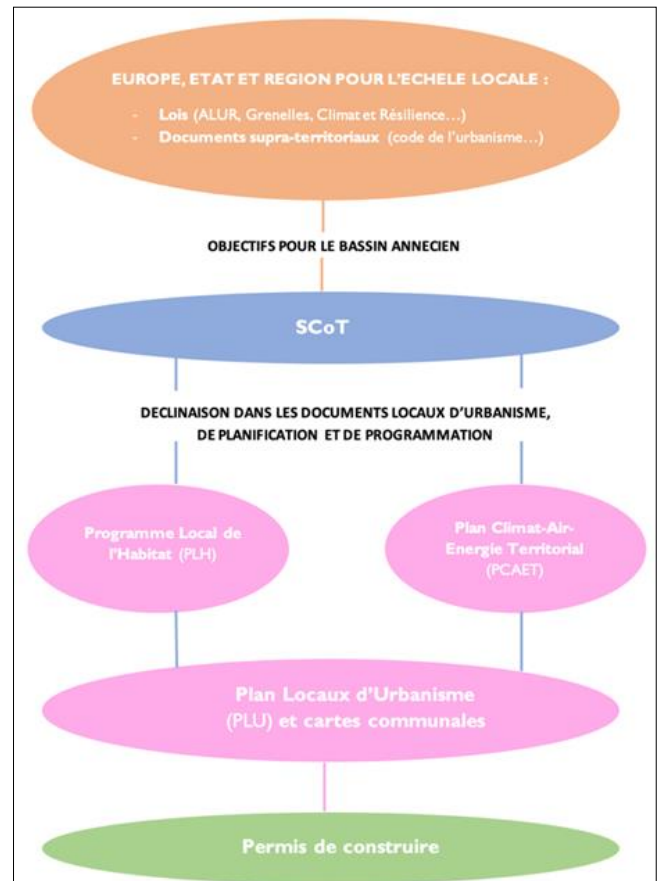 EUROPE, ETAT ET REGION POUR L'ECHELE LOCALE :
- Lois (ALUR, Grenelles, Climat et Résilience...)
- Documents supra-territoriaux (code de l'urbanisme...)
OBJECTIFS POUR LE BASSIN ANNECIEN
SCoT
DECLINAISON DANS LES DOCUMENTS LOCAUX D'URBANISME,
DE PLANIFICATION ET DE PROGRAMMATION
Programme Local de
l'Habitat (PLH)
Plan Climat-Air-
Energie Territorial
(PCAET)
Plan Locaux d'Urbanisme
(PLU) et cartes communales
Permis de construire